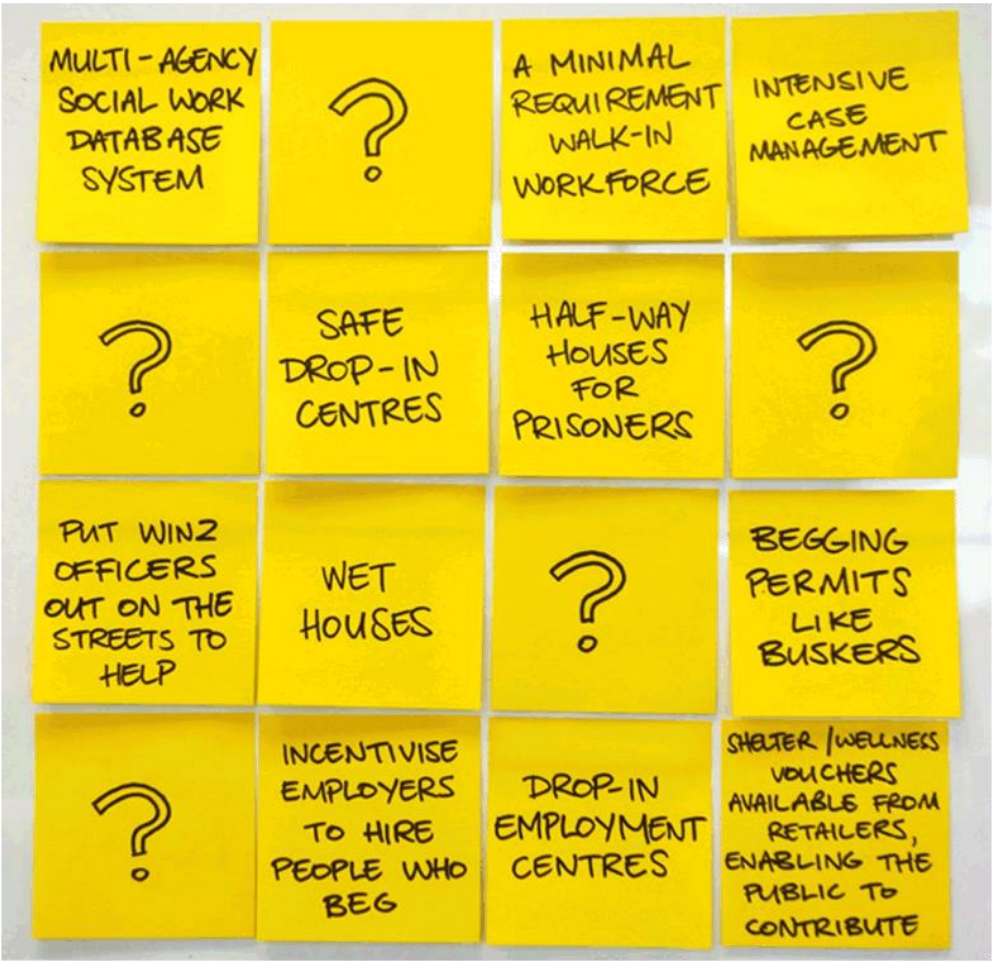 MULTI-AGENCY
SOCIAL WORK
DATABASE
SYSTEM
?
A MINIMAL
REQUIREMENT
WALK-IN
WORKFORCE
INTENSIVE
CASE
MANAGEMENT
?
SAFE
DROP-IN
CENTRES
HALF-WAY
HOUSES
FOR
PRISONERS
?
PUT WINZ
OFFICERS
OUT ON THE
STREETS TO
HELP
WET
HOUSES
?
BEGGING
PERMITS
LIKE
BUSKERS
?
INCENTIVISE
EMPLOYERS
TO HIRE
PEOPLE WHO
BEG
DROP-IN
EMPLOYMENT
CENTRES
SHELTER/WELLNESS
VOUCHERS
AVAILABLE FROM
RETAILERS,
ENABLING THE
PUBLIC TO
CONTRIBUTE